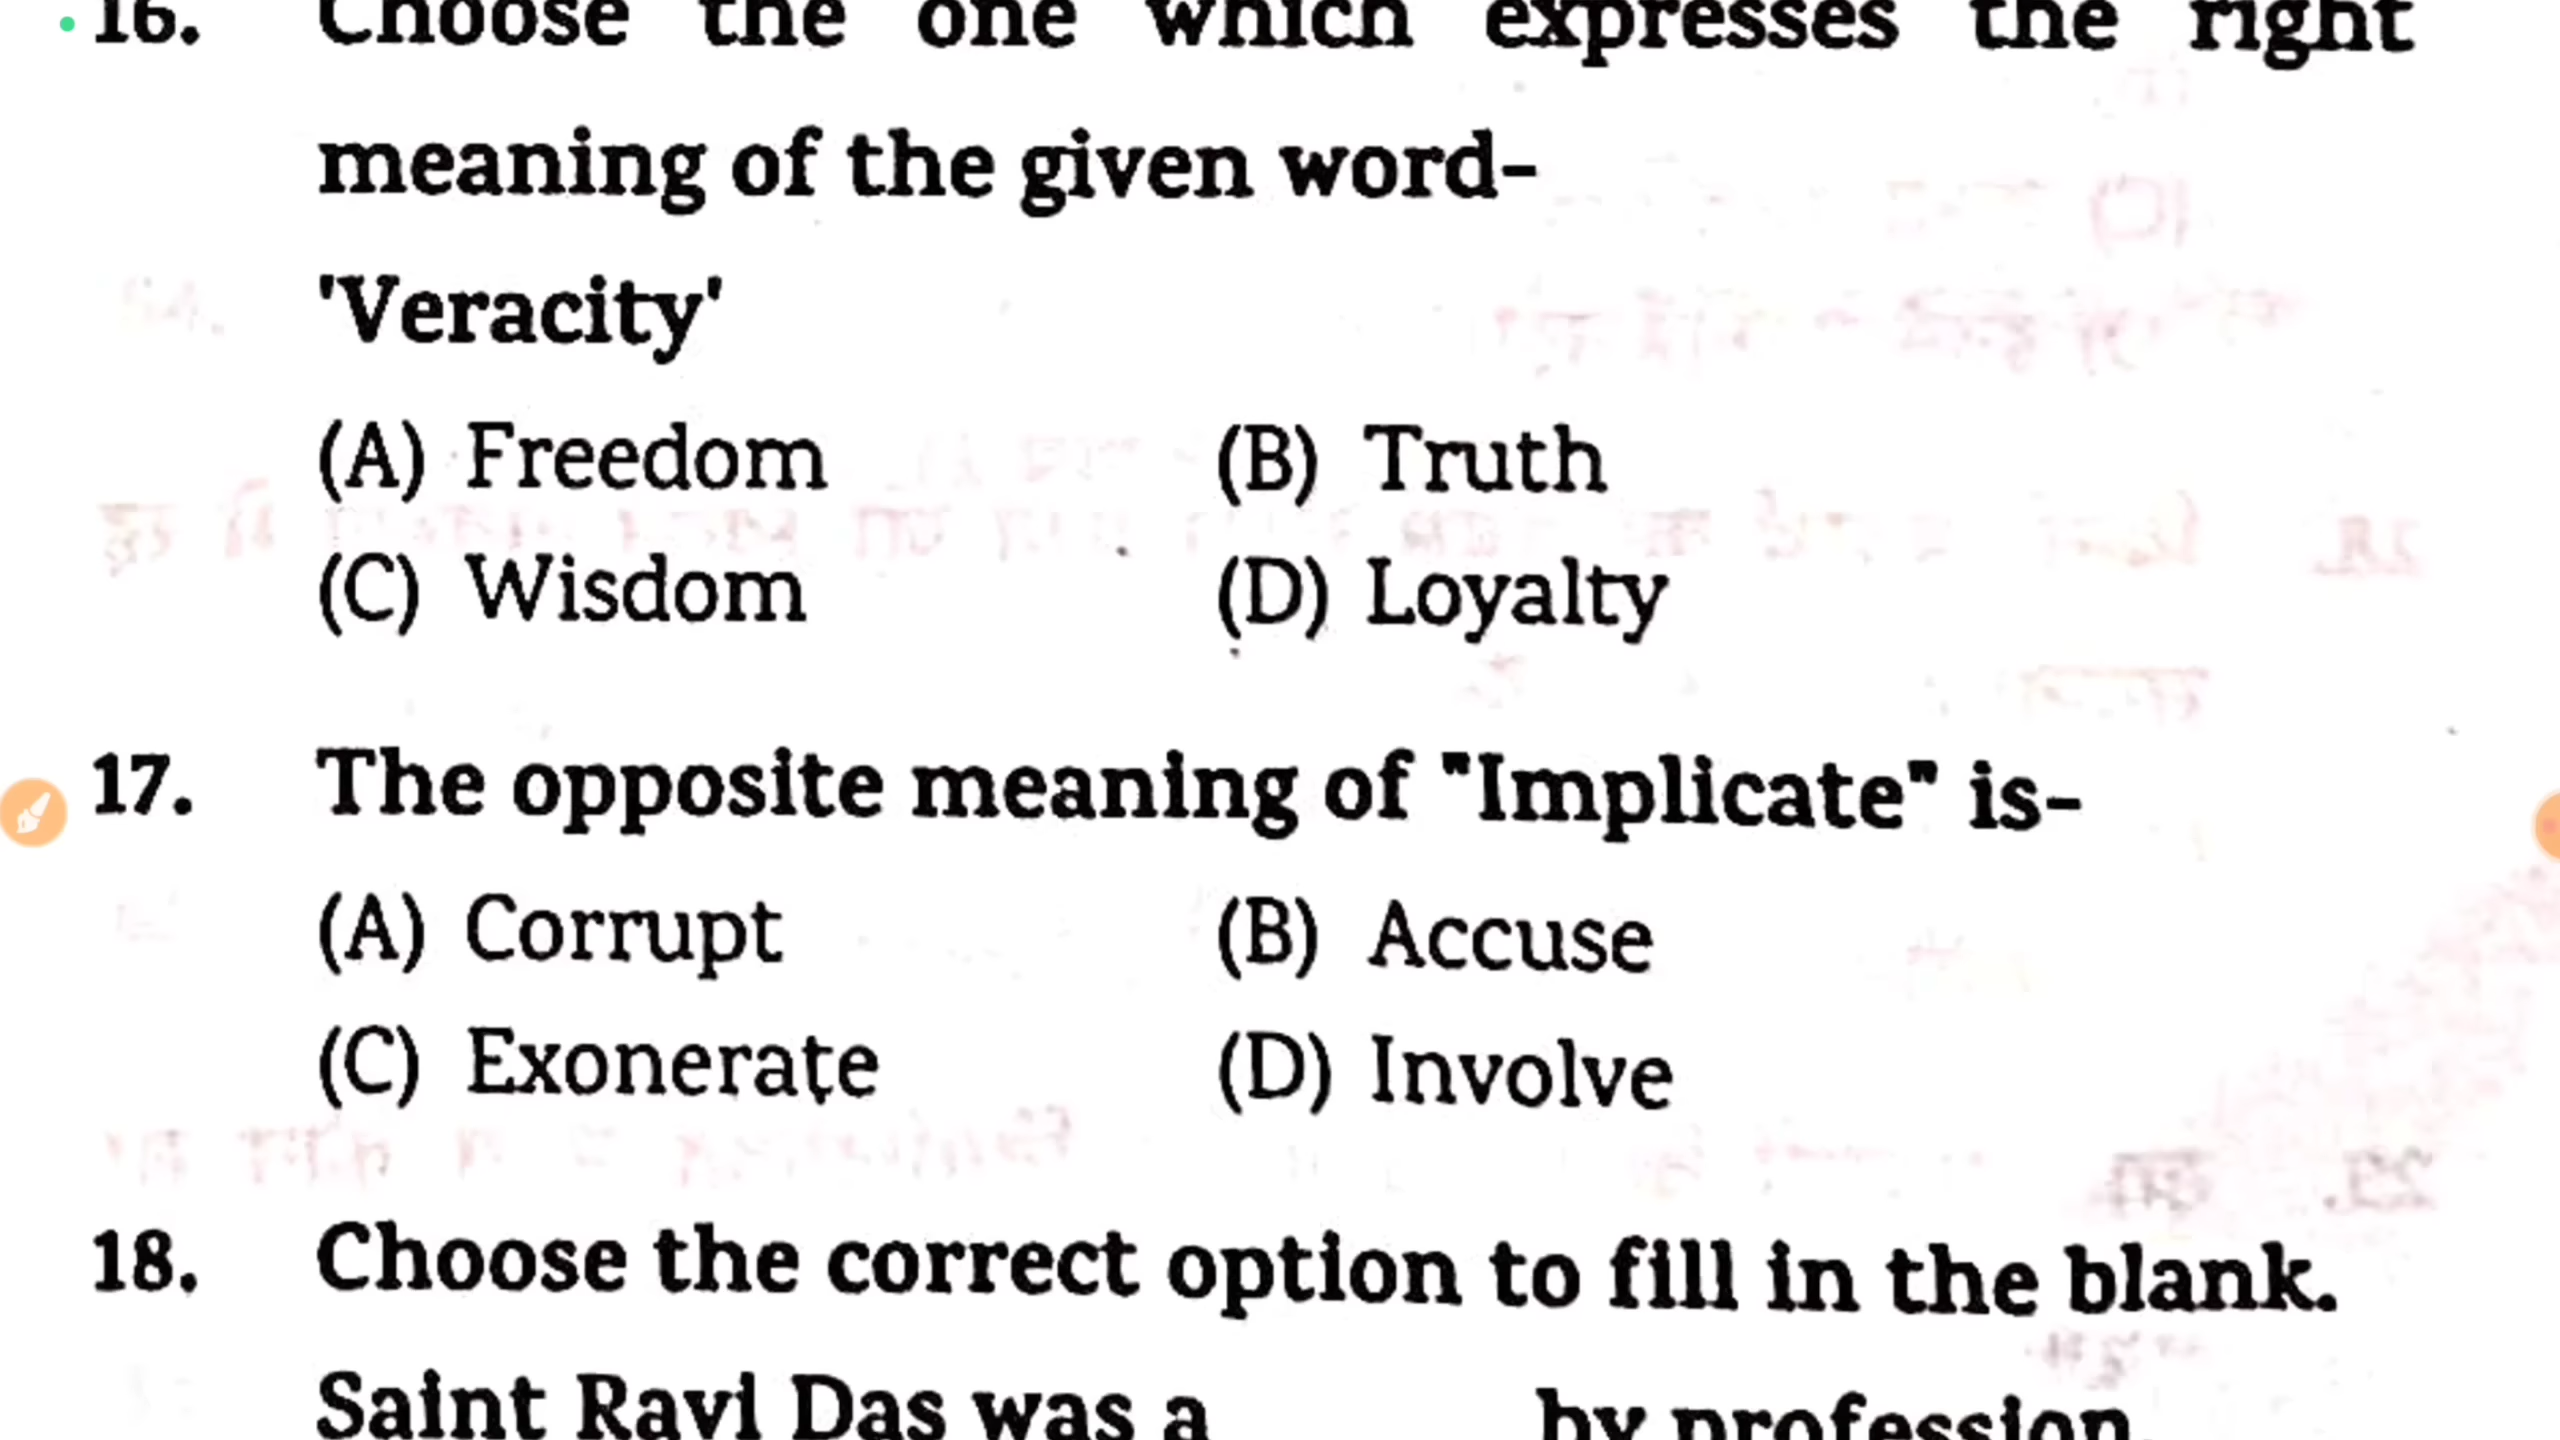 16. Choose the one which expresses the right
meaning of the given word-
'Veracity'
(A) Freedom (B) Truth
(C) Wisdom (D) Loyalty
17. The opposite meaning of "Implicate" is-
(A) Corrupt (B) Accuse
(C) Exonerate (D) Involve
18. Choose the correct option to fill in the blank.
Saint Ravi Das was a by profession.